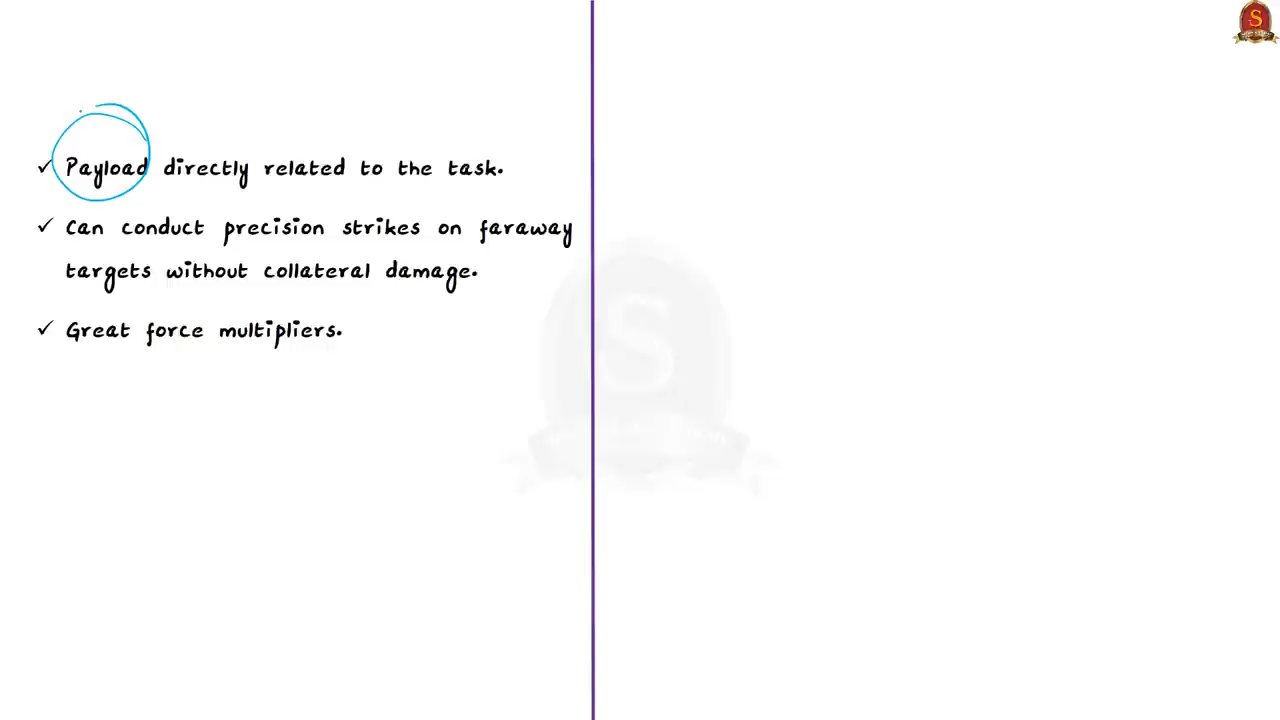 ✓ Payload directly related to the task.
✓ Can conduct precision strikes on faraway
targets without collateral damage.
✓ Great force multipliers.
S
S